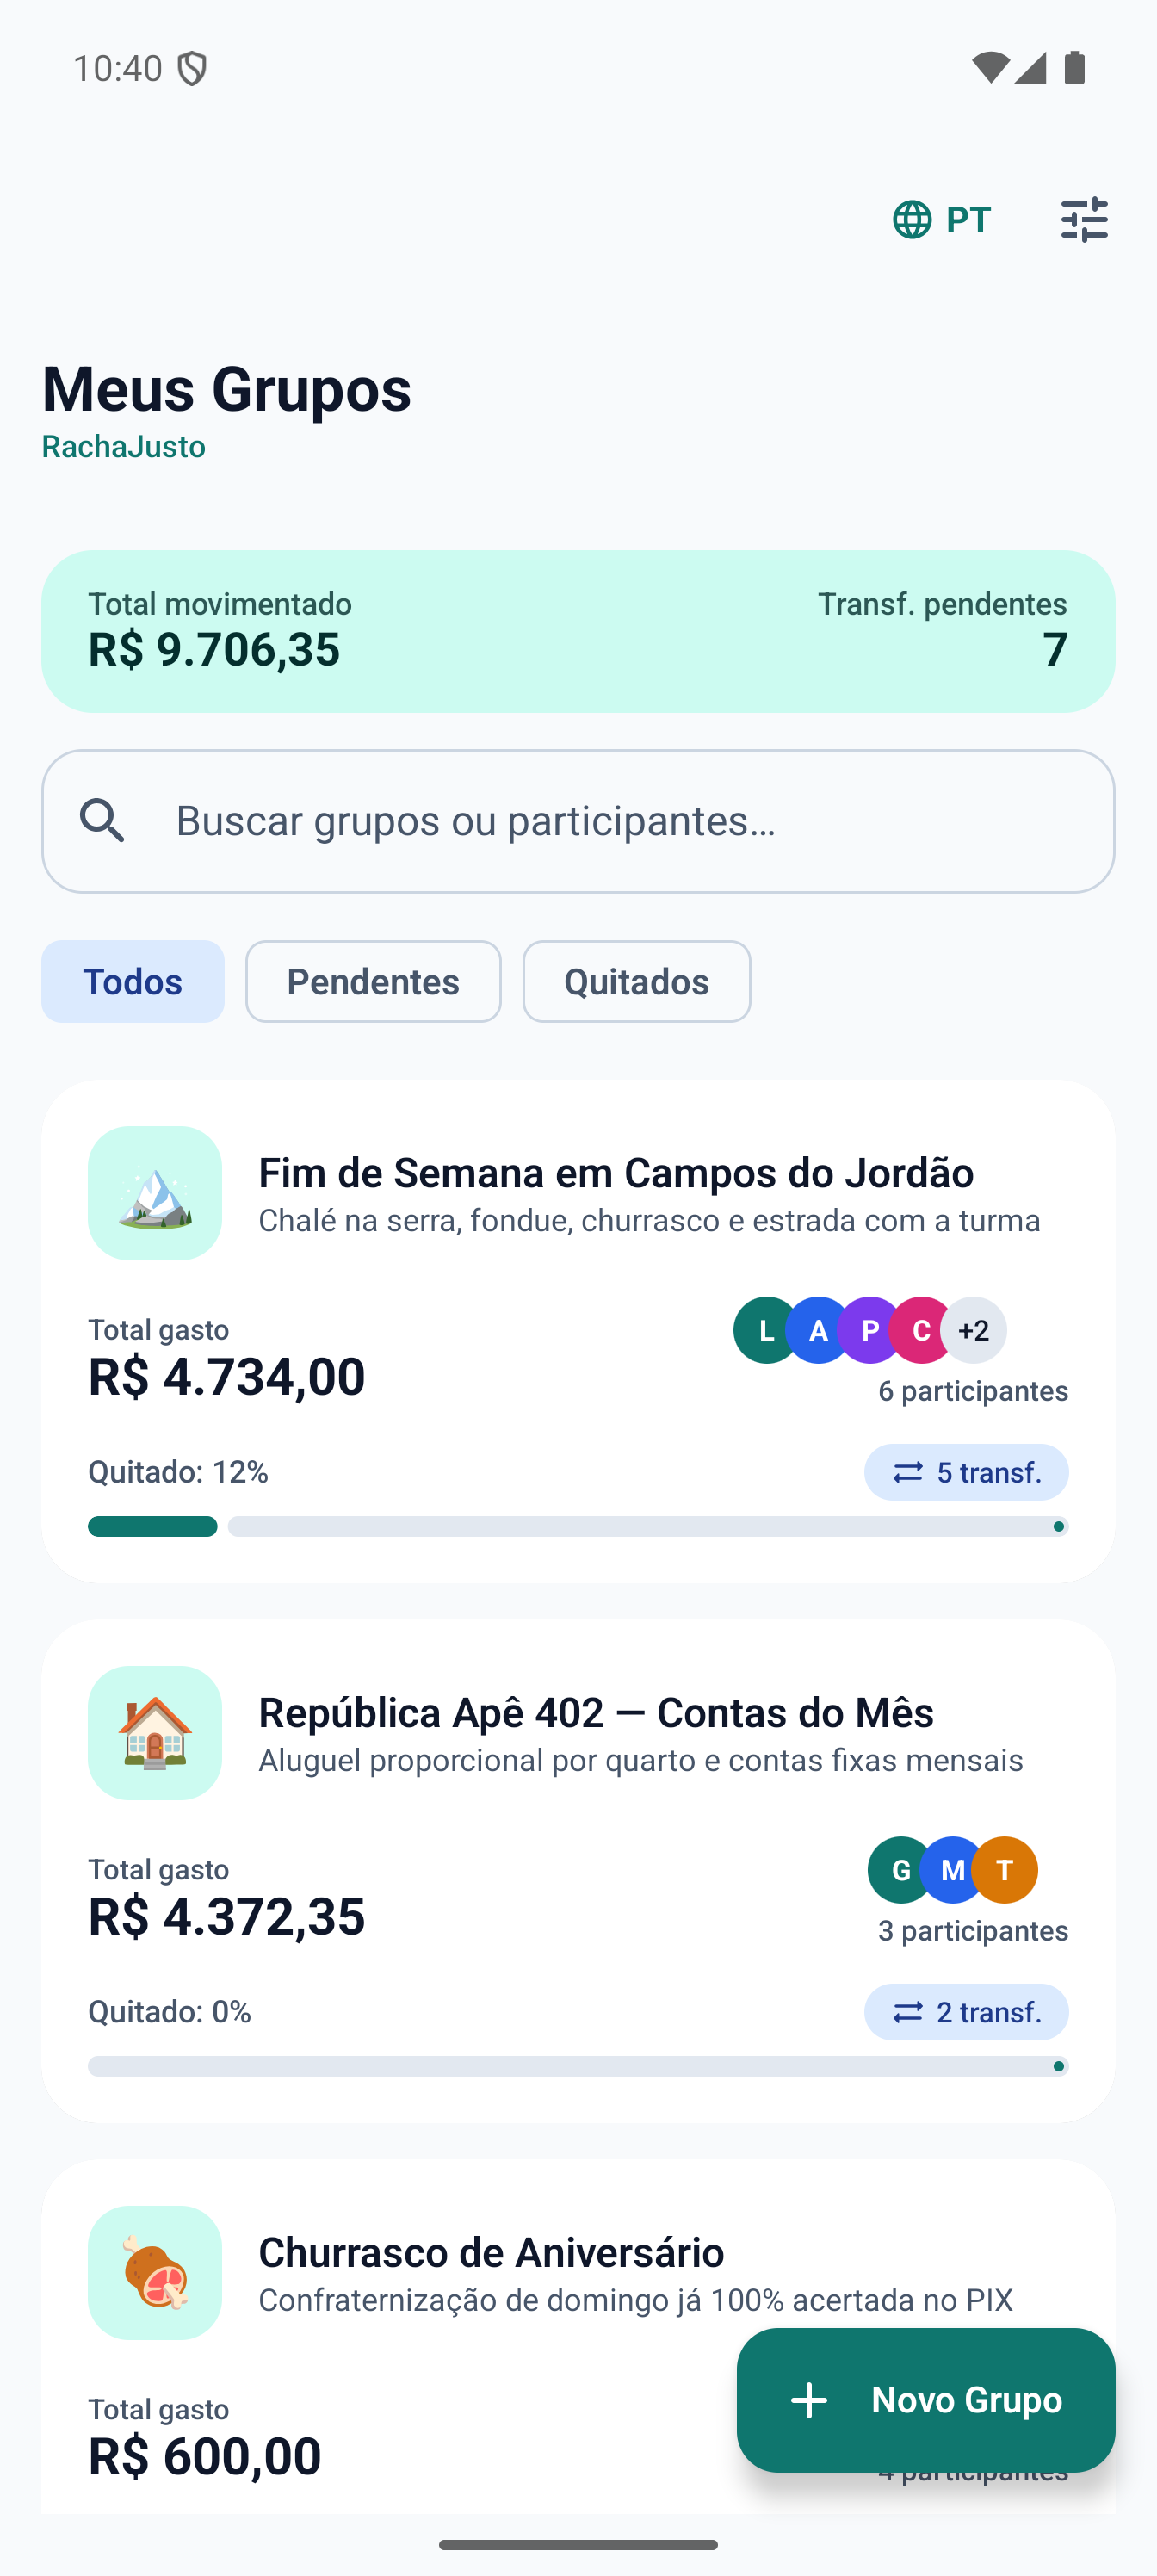 10:40
PT
Meus Grupos
RachaJusto
Total movimentado
R$ 9.706,35
Transf. pendentes
7
Buscar grupos ou participantes...
Todos
Pendentes
Quitados
Fim de Semana em Campos do Jordão
Chalé na serra, fondue, churrasco e estrada com a turma
Total gasto
R$ 4.734,00
L A P C +2
6 participantes
Quitado: 12%
5 transf.
República Apê 402 — Contas do Mês
Aluguel proporcional por quarto e contas fixas mensais
Total gasto
R$ 4.372,35
G M T
3 participantes
Quitado: 0%
2 transf.
Churrasco de Aniversário
Confraternização de domingo já 100% acertada no PIX
Total gasto
R$ 600,00
4 participantes
Novo Grupo